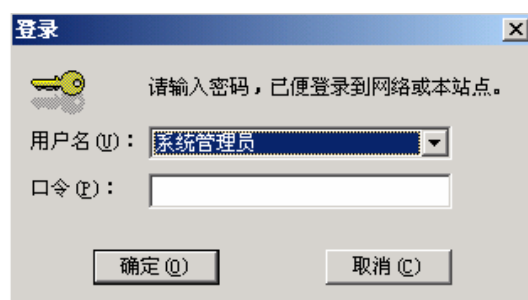 登录
请输入密码，已便登录到网络或本站点。
用户名(U)： 系统管理员
口令(P)：
确定(O) 取消(C)